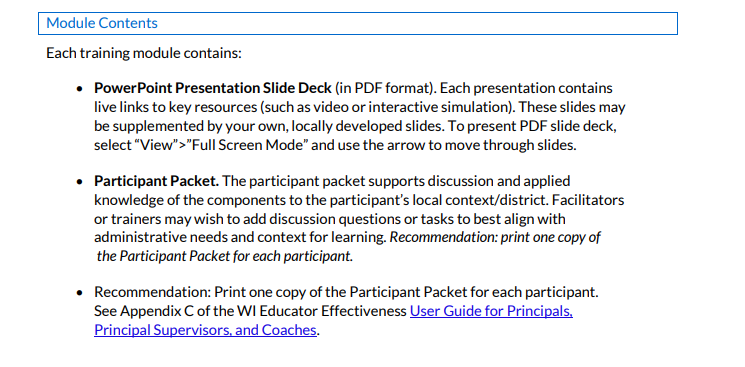 Module Contents
Each training module contains:
• PowerPoint Presentation Slide Deck (in PDF format). Each presentation contains
live links to key resources (such as video or interactive simulation). These slides may
be supplemented by your own, locally developed slides. To present PDF slide deck,
select “View”>”Full Screen Mode” and use the arrow to move through slides.
• Participant Packet. The participant packet supports discussion and applied
knowledge of the components to the participant’s local context/district. Facilitators
or trainers may wish to add discussion questions or tasks to best align with
administrative needs and context for learning. Recommendation: print one copy of
the Participant Packet for each participant.
• Recommendation: Print one copy of the Participant Packet for each participant.
See Appendix C of the WI Educator Effectiveness User Guide for Principals,
Principal Supervisors, and Coaches.